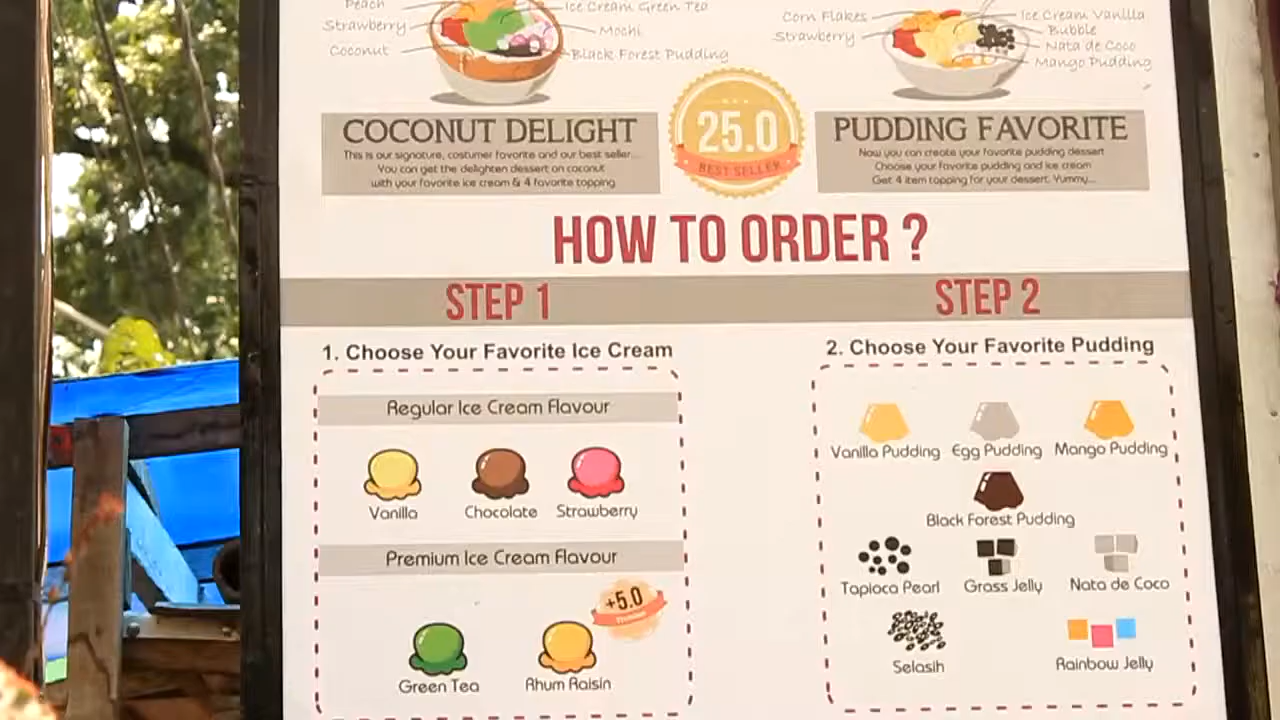 Peach
Strawberry
Coconut
Ice Cream Green Tea
Mochi
Black Forest Pudding
Corn Flakes
Strawberry
Ice Cream Vanilla
Bubble
Nata de Coco
Mango Pudding
COCONUT DELIGHT
This is our signature, costumer favorite and our best seller...
You can get the delighten dessert on coconut
with your favorite ice cream & 4 favorite topping
25.0
BEST SELLER
PUDDING FAVORITE
Now you can create your favorite pudding dessert
Choose your favorite pudding and ice cream
Get 4 item topping for your dessert. Yummy...
HOW TO ORDER ?
STEP 1
STEP 2
1. Choose Your Favorite Ice Cream
Regular Ice Cream Flavour
Vanilla
Chocolate
Strawberry
Premium Ice Cream Flavour
+5.0
Green Tea
Rhum Raisin
2. Choose Your Favorite Pudding
Vanilla Pudding
Egg Pudding
Mango Pudding
Black Forest Pudding
Tapioca Pearl
Grass Jelly
Nata de Coco
Selasih
Rainbow Jelly